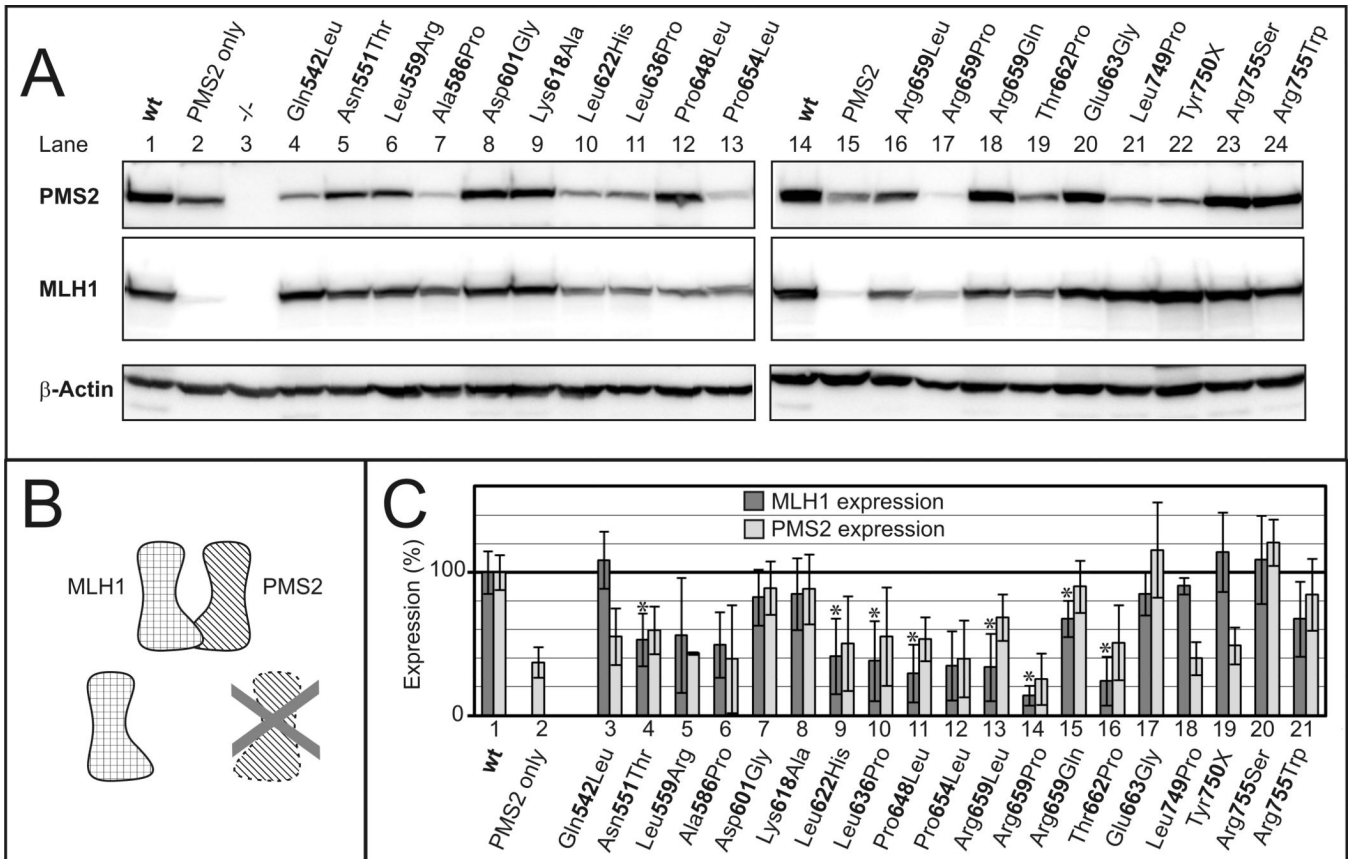 A
wt
PMS2 only
-/-
Gln542Leu
Asn551Thr
Leu559Arg
Ala586Pro
Asp601Gly
Lys618Ala
Leu622His
Leu636Pro
Pro648Leu
Pro654Leu
wt
PMS2
Arg659Leu
Arg659Pro
Arg659Gln
Thr662Pro
Glu663Gly
Leu749Pro
Tyr750X
Arg755Ser
Arg755Trp
Lane 1 2 3 4 5 6 7 8 9 10 11 12 13 14 15 16 17 18 19 20 21 22 23 24
PMS2
MLH1
β-Actin
B
MLH1 PMS2
C
MLH1 expression
PMS2 expression
Expression (%)
100
0
* * * * * * * *
1 2 3 4 5 6 7 8 9 10 11 12 13 14 15 16 17 18 19 20 21
wt
PMS2 only
Gln542Leu
Asn551Thr
Leu559Arg
Ala586Pro
Asp601Gly
Lys618Ala
Leu622His
Leu636Pro
Pro648Leu
Pro654Leu
Arg659Leu
Arg659Pro
Arg659Gln
Thr662Pro
Glu663Gly
Leu749Pro
Tyr750X
Arg755Ser
Arg755Trp